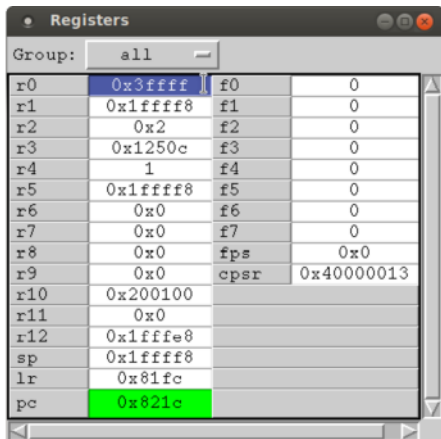 Registers
Group: all
r0 0x3ffff f0 0
r1 0x1ffff8 f1 0
r2 0x2 f2 0
r3 0x1250c f3 0
r4 1 f4 0
r5 0x1ffff8 f5 0
r6 0x0 f6 0
r7 0x0 f7 0
r8 0x0 fps 0x0
r9 0x0 cpsr 0x40000013
r10 0x200100
r11 0x0
r12 0x1fffe8
sp 0x1ffff8
lr 0x81fc
pc 0x821c